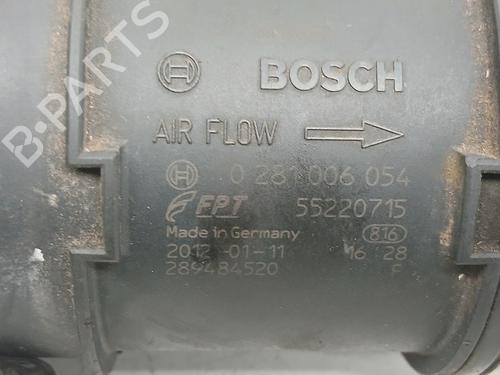 B-PARTS
BOSCH
AIR FLOW
0 281 006 054
FPT 55220715
Made in Germany 816
2012-01-11 16 28
289484520 F